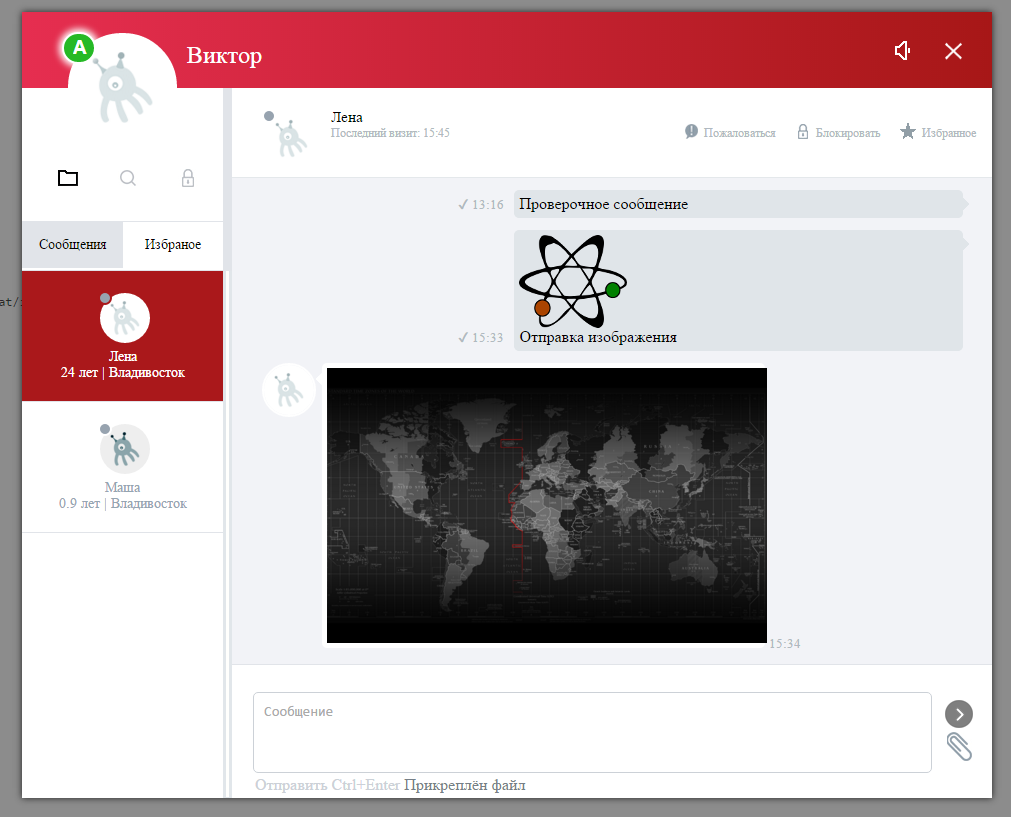 A
Виктор
Лена
Последний визит: 15:45
Пожаловаться
Блокировать
Избранное
Сообщения
Избраное
Лена
24 лет | Владивосток
Маша
0.9 лет | Владивосток
13:16
Проверочное сообщение
15:33
Отправка изображения
15:34
Сообщение
Отправить Ctrl+Enter Прикреплён файл